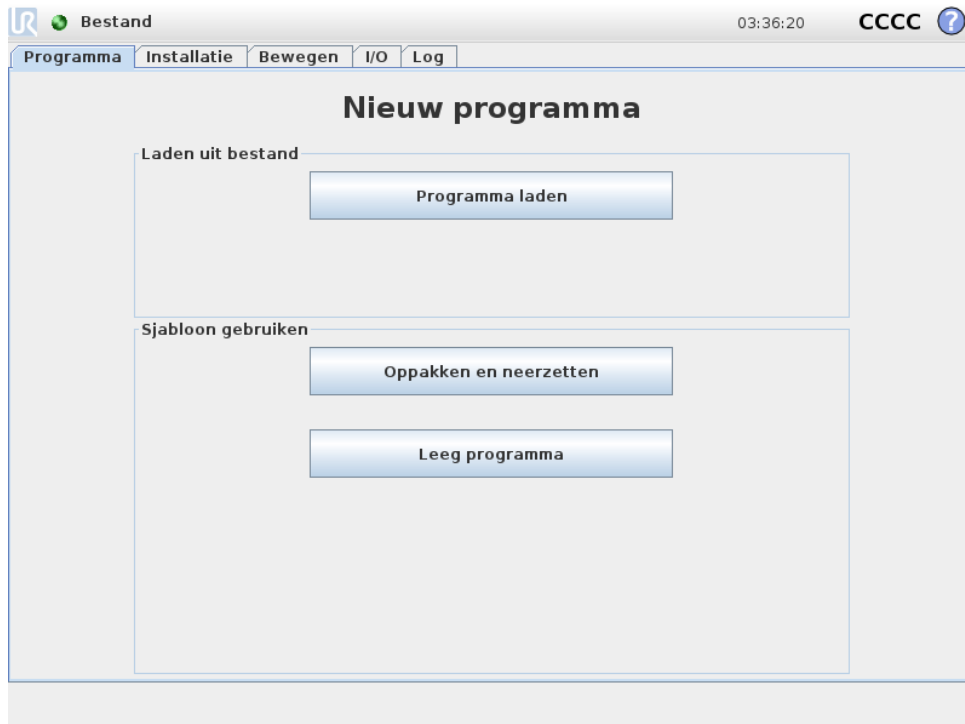 UR Bestand 03:36:20 CCCC ?
Programma Installatie Bewegen I/O Log
Nieuw programma
Laden uit bestand
Programma laden
Sjabloon gebruiken
Oppakken en neerzetten
Leeg programma